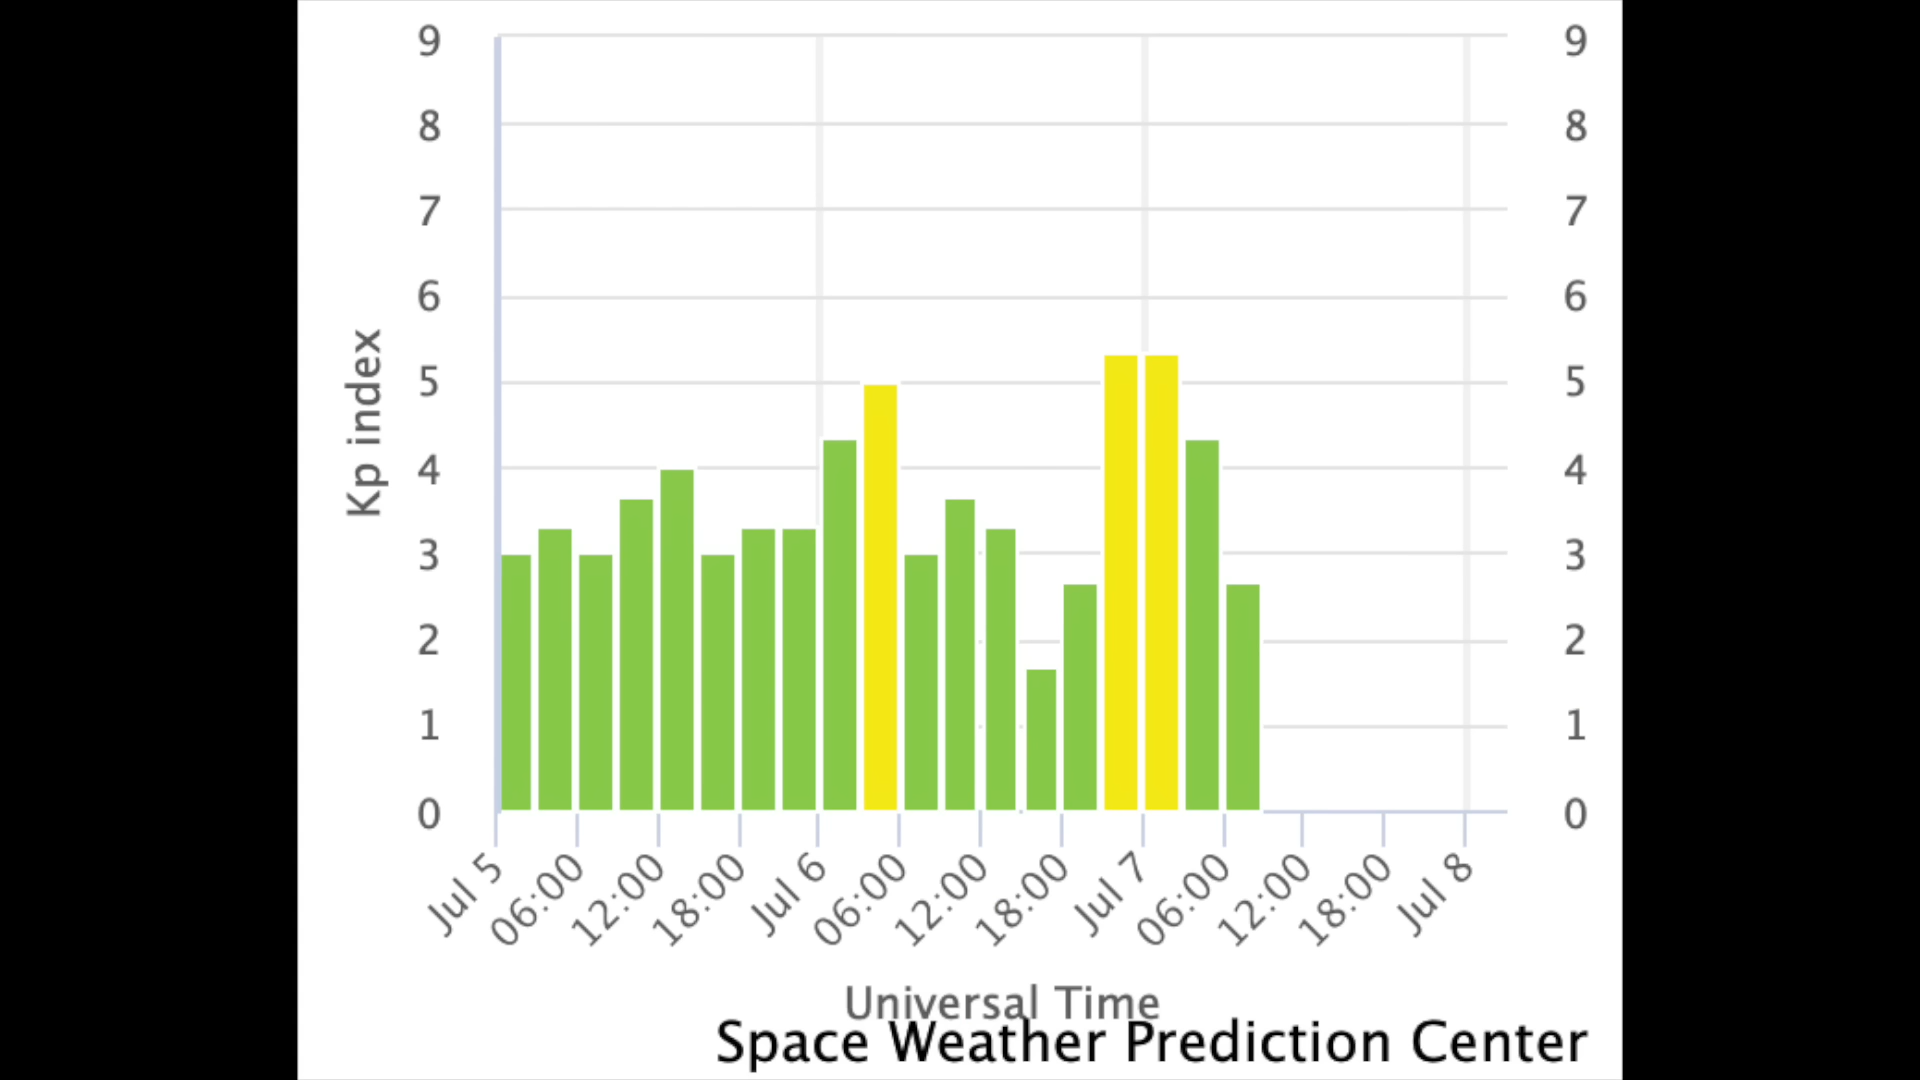 9 9
8 8
7 7
6 6
5 5
4 4
3 3
2 2
1 1
0 0
Kp index
Jul 5 06:00 12:00 18:00 Jul 6 06:00 12:00 18:00 Jul 7 06:00 12:00 18:00 Jul 8
Universal Time
Space Weather Prediction Center